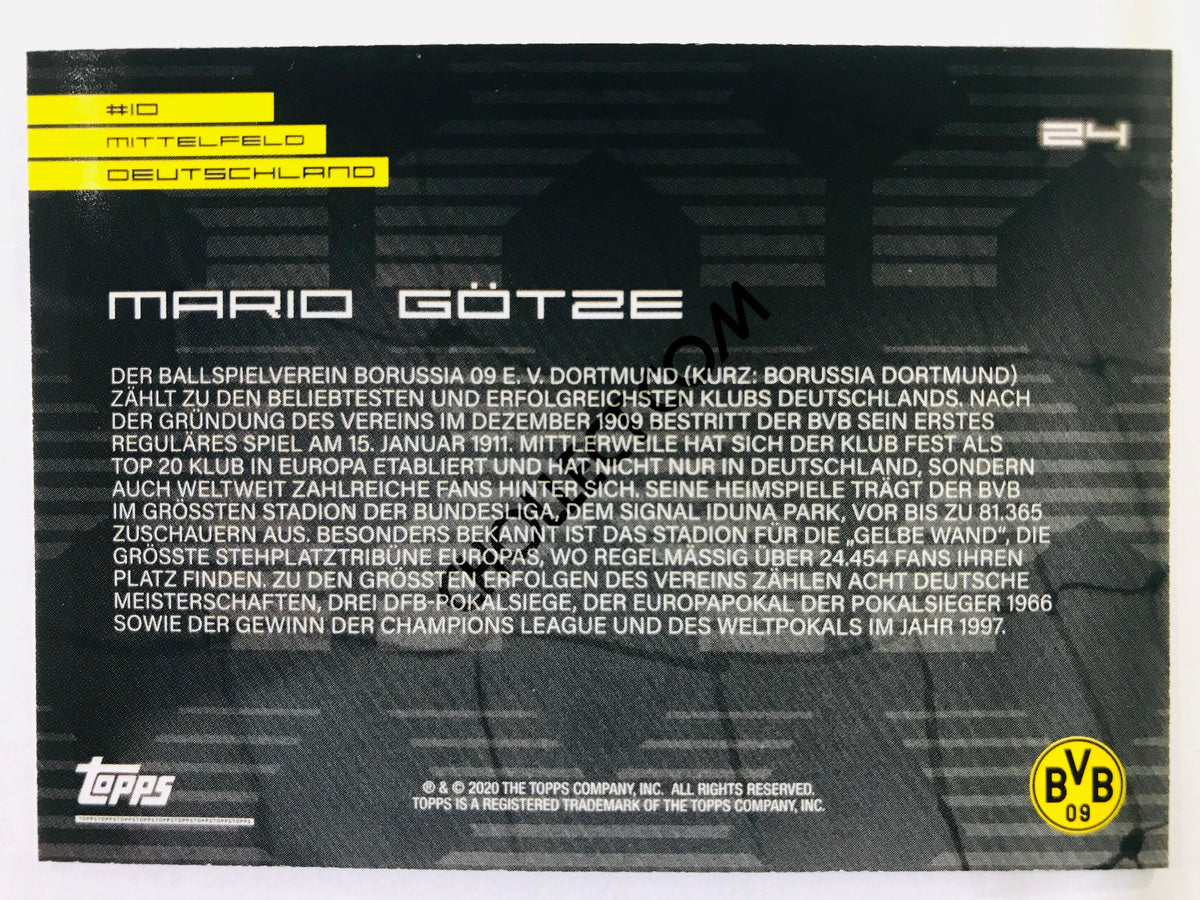 #10
MITTELFELD
DEUTSCHLAND
24
MARIO GÖTZE
DER BALLSPIELVEREIN BORUSSIA 09 E. V. DORTMUND (KURZ: BORUSSIA DORTMUND)
ZÄHLT ZU DEN BELIEBTESTEN UND ERFOLGREICHSTEN KLUBS DEUTSCHLANDS. NACH
DER GRÜNDUNG DES VEREINS IM DEZEMBER 1909 BESTRITT DER BVB SEIN ERSTES
REGULÄRES SPIEL AM 15. JANUAR 1911. MITTLERWEILE HAT SICH DER KLUB FEST ALS
TOP 20 KLUB IN EUROPA ETABLIERT UND HAT NICHT NUR IN DEUTSCHLAND, SONDERN
AUCH WELTWEIT ZAHLREICHE FANS HINTER SICH. SEINE HEIMSPIELE TRÄGT DER BVB
IM GRÖSSTEN STADION DER BUNDESLIGA, DEM SIGNAL IDUNA PARK, VOR BIS ZU 81.365
ZUSCHAUERN AUS. BESONDERS BEKANNT IST DAS STADION FÜR DIE „GELBE WAND“, DIE
GRÖSSTE STEHPLATZTRIBÜNE EUROPAS, WO REGELMÄSSIG ÜBER 24.454 FANS IHREN
PLATZ FINDEN. ZU DEN GRÖSSTEN ERFOLGEN DES VEREINS ZÄHLEN ACHT DEUTSCHE
MEISTERSCHAFTEN, DREI DFB-POKALSIEGE, DER EUROPAPOKAL DER POKALSIEGER 1966
SOWIE DER GEWINN DER CHAMPIONS LEAGUE UND DES WELTPOKALS IM JAHR 1997.
Topps
TOPPSTOPPSTOPPSTOPPSTOPPSTOPPSTOPPSTOPPSTOPPS
® & © 2020 THE TOPPS COMPANY, INC. ALL RIGHTS RESERVED.
TOPPS IS A REGISTERED TRADEMARK OF THE TOPPS COMPANY, INC.
BVB
09